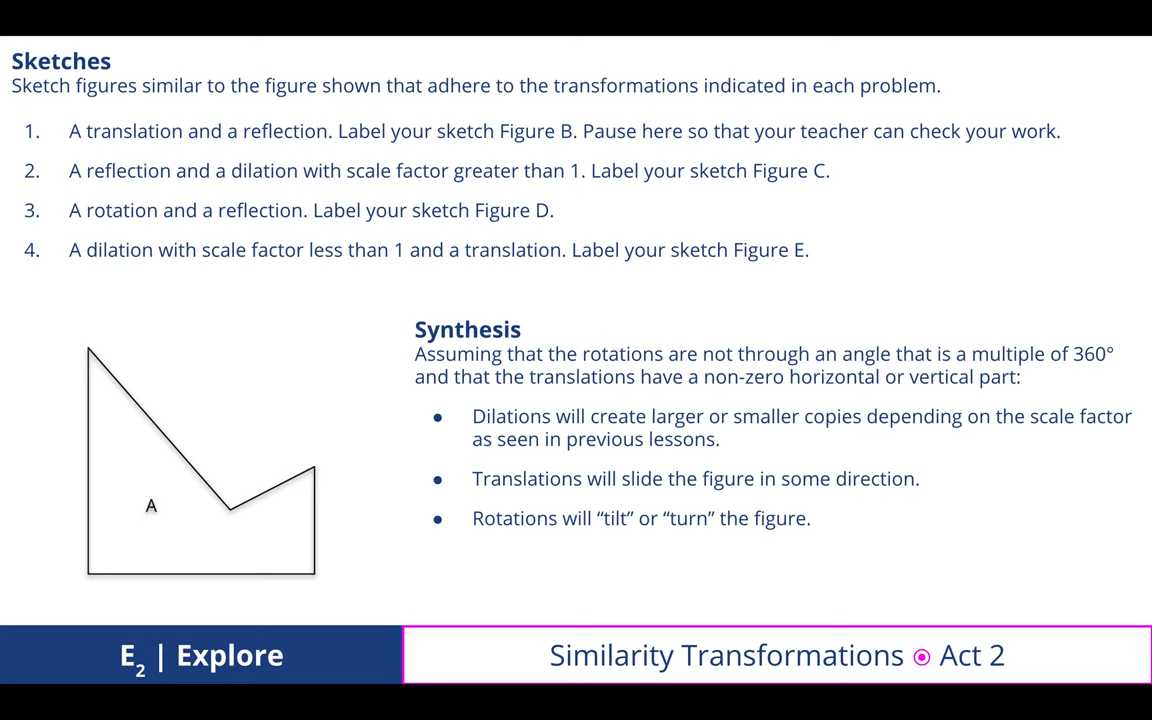 Sketches
Sketch figures similar to the figure shown that adhere to the transformations indicated in each problem.
1. A translation and a reflection. Label your sketch Figure B. Pause here so that your teacher can check your work.
2. A reflection and a dilation with scale factor greater than 1. Label your sketch Figure C.
3. A rotation and a reflection. Label your sketch Figure D.
4. A dilation with scale factor less than 1 and a translation. Label your sketch Figure E.
Synthesis
Assuming that the rotations are not through an angle that is a multiple of 360°
and that the translations have a non-zero horizontal or vertical part:
● Dilations will create larger or smaller copies depending on the scale factor
as seen in previous lessons.
● Translations will slide the figure in some direction.
● Rotations will “tilt” or “turn” the figure.
A
E2 | Explore
Similarity Transformations ⦿ Act 2